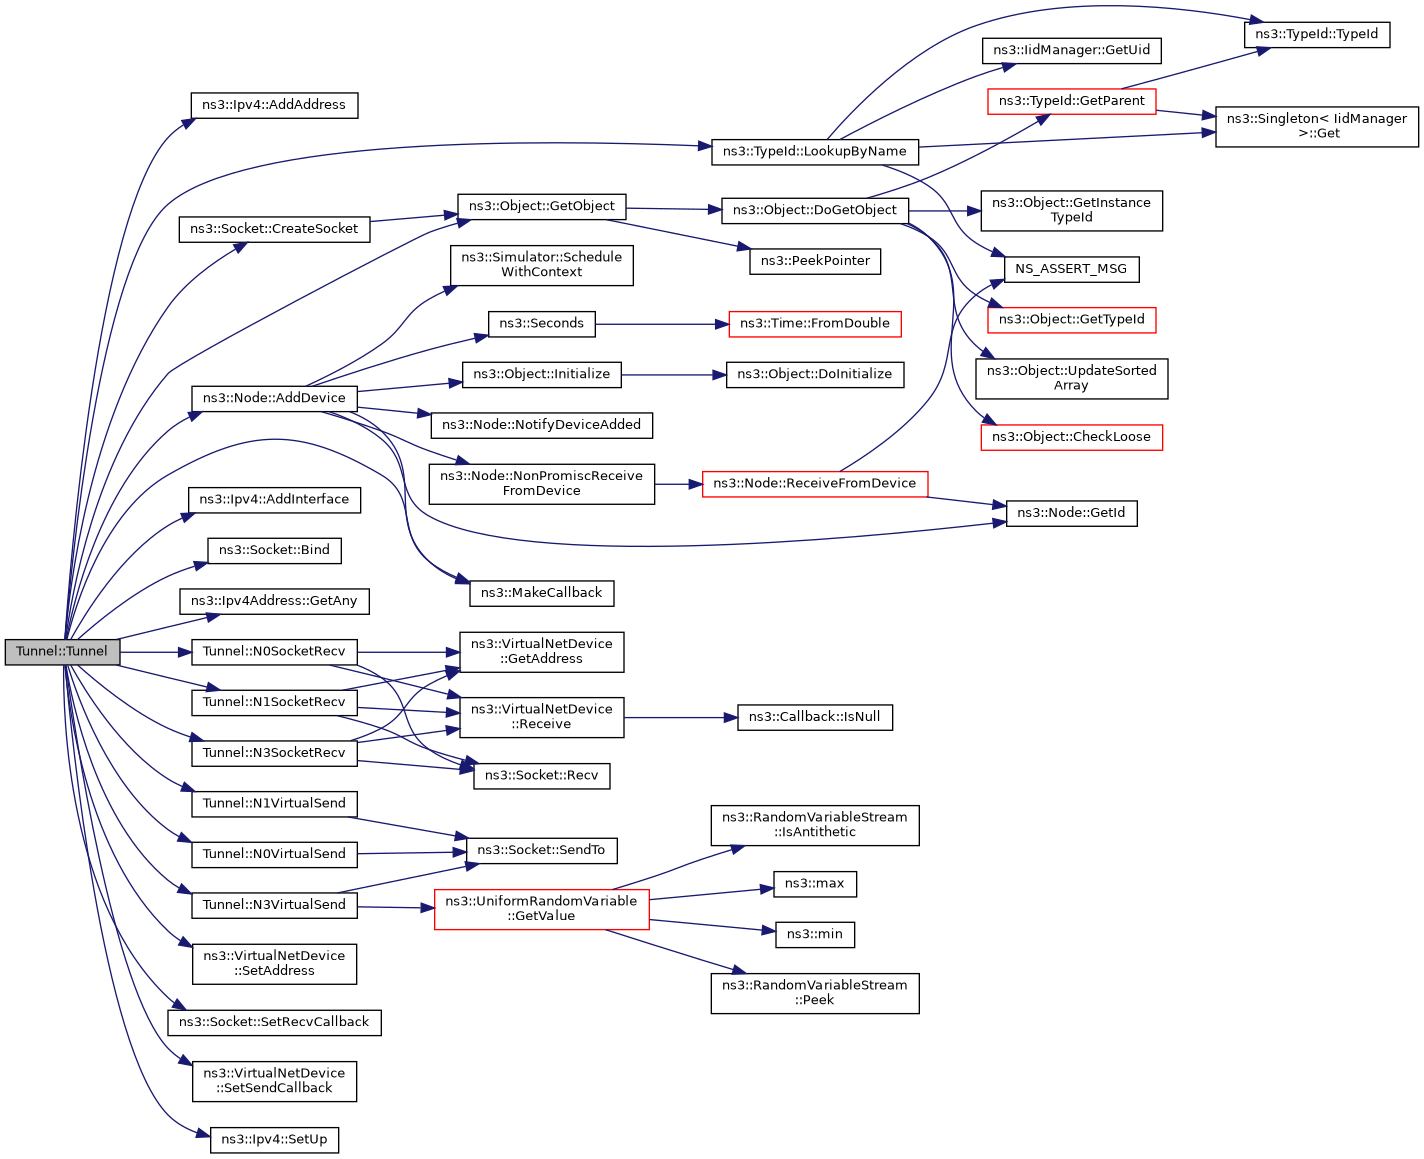 Tunnel::Tunnel
ns3::Ipv4::AddAddress
ns3::Socket::CreateSocket
ns3::Node::AddDevice
ns3::Ipv4::AddInterface
ns3::Socket::Bind
ns3::Ipv4Address::GetAny
Tunnel::N0SocketRecv
Tunnel::N1SocketRecv
Tunnel::N3SocketRecv
Tunnel::N1VirtualSend
Tunnel::N0VirtualSend
Tunnel::N3VirtualSend
ns3::VirtualNetDevice
::SetAddress
ns3::Socket::SetRecvCallback
ns3::VirtualNetDevice
::SetSendCallback
ns3::Ipv4::SetUp
ns3::Object::GetObject
ns3::Simulator::Schedule
WithContext
ns3::Seconds
ns3::Object::Initialize
ns3::Node::NotifyDeviceAdded
ns3::Node::NonPromiscReceive
FromDevice
ns3::MakeCallback
ns3::VirtualNetDevice
::GetAddress
ns3::VirtualNetDevice
::Receive
ns3::Socket::Recv
ns3::Socket::SendTo
ns3::UniformRandomVariable
::GetValue
ns3::TypeId::LookupByName
ns3::Object::DoGetObject
ns3::PeekPointer
ns3::Time::FromDouble
ns3::Object::DoInitialize
ns3::Node::ReceiveFromDevice
ns3::Callback::IsNull
ns3::RandomVariableStream
::IsAntithetic
ns3::max
ns3::min
ns3::RandomVariableStream
::Peek
ns3::IidManager::GetUid
ns3::TypeId::GetParent
ns3::Object::GetInstance
TypeId
NS_ASSERT_MSG
ns3::Object::GetTypeId
ns3::Object::UpdateSorted
Array
ns3::Object::CheckLoose
ns3::Node::GetId
ns3::TypeId::TypeId
ns3::Singleton< IidManager
>::Get